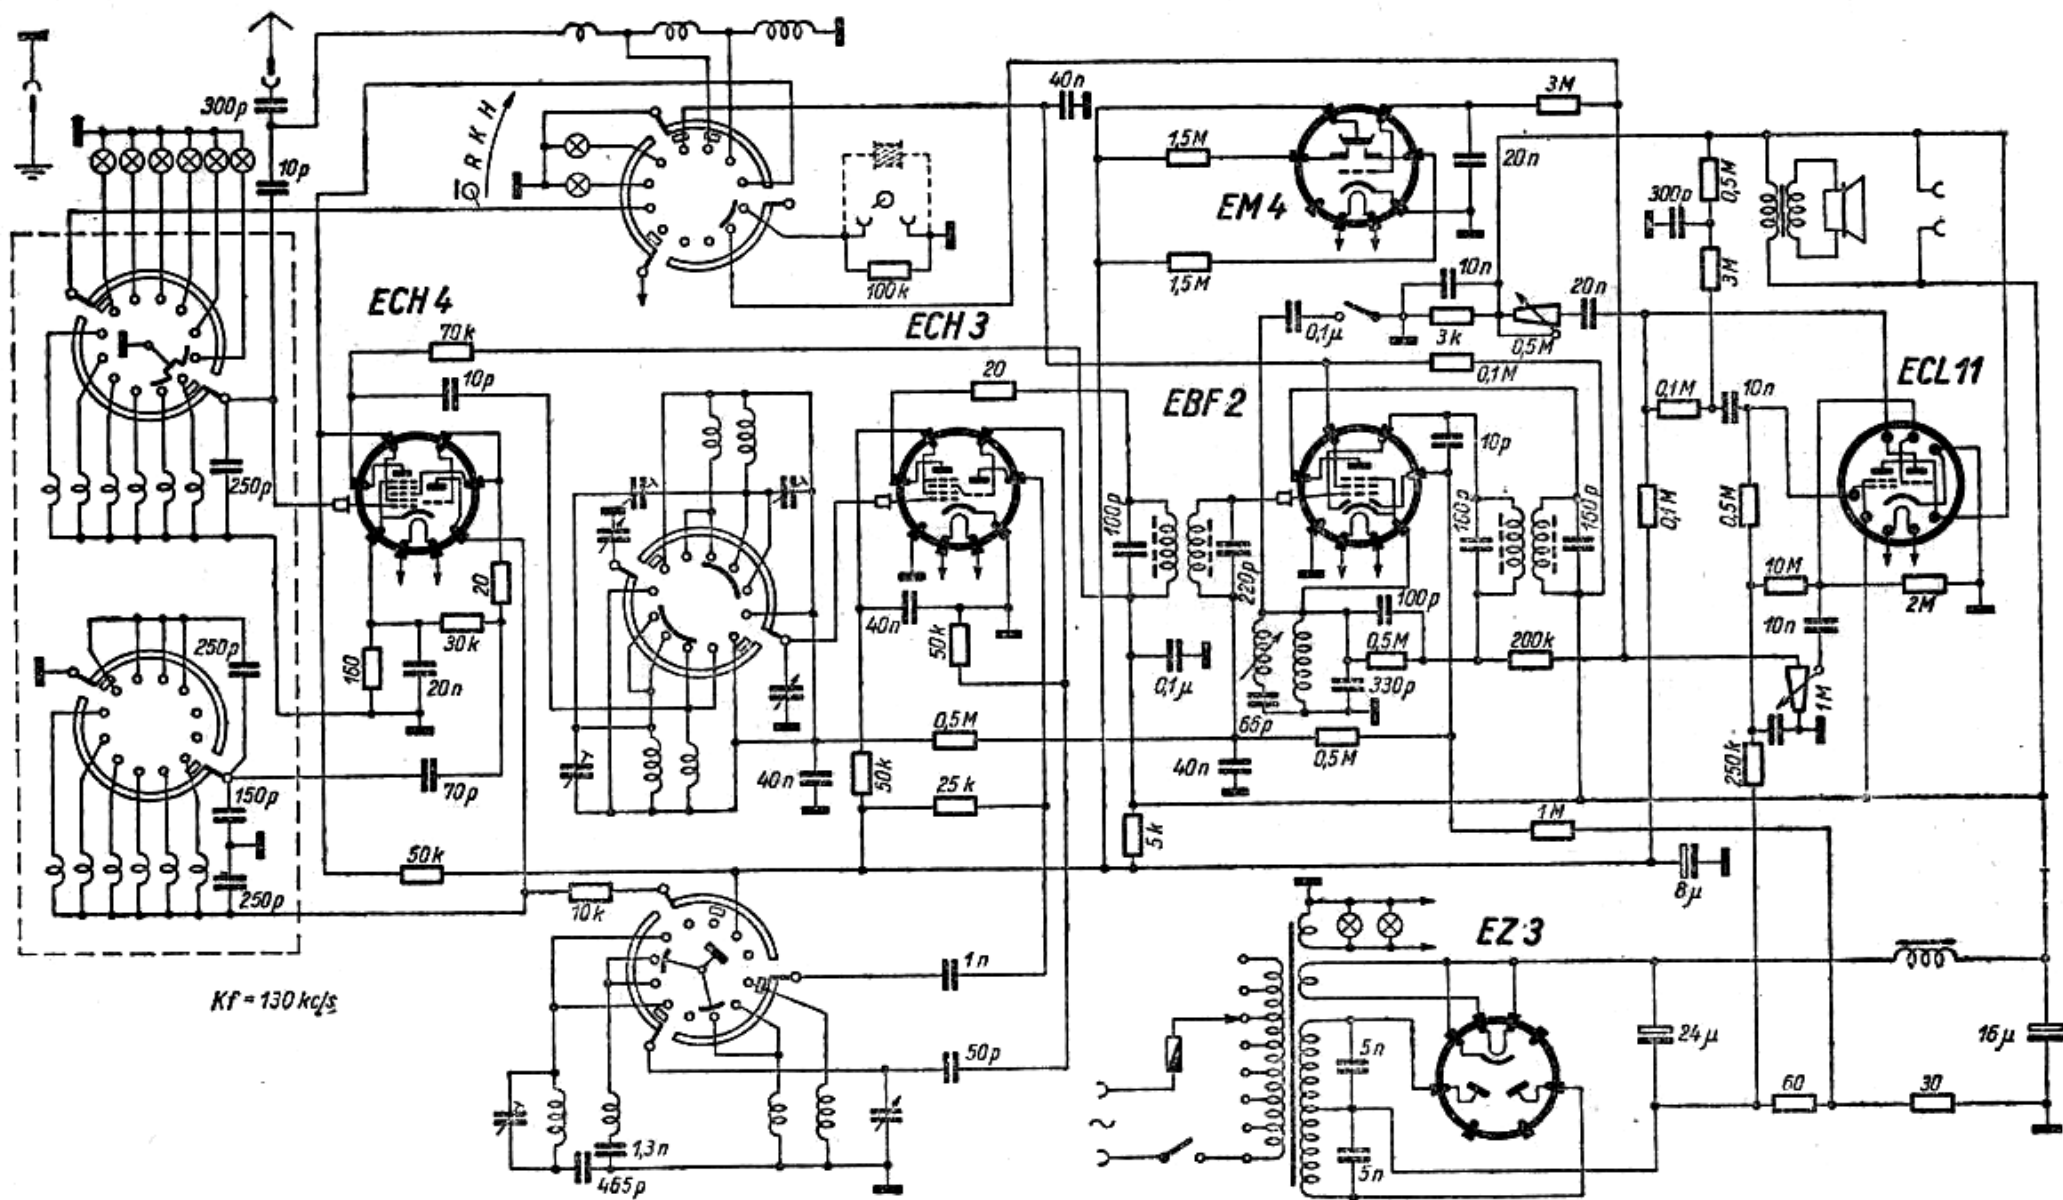 300p
10p
O R K H
40n
3M
1,5M
20n
EM 4
300p
0,5M
3M
1,5M
100k
ECH 4
ECH 3
70k
10p
10n
0,1µ
3k
0,5M
20n
0,1M
20
EBF 2
0,1M
10n
ECL11
250p
10p
100p
220p
160p
160p
0,1M
0,5M
20
160
20n
30k
40n
50k
0,1µ
66p
100p
0,5M
330p
200k
10M
2M
10n
1M
250k
250p
70p
150p
250p
0,5M
40n
50k
25k
40n
0,5M
5k
1M
50k
10k
8µ
Kf = 130 kc/s
1n
50p
1,3n
465p
EZ 3
5n
5n
24µ
16µ
60
30